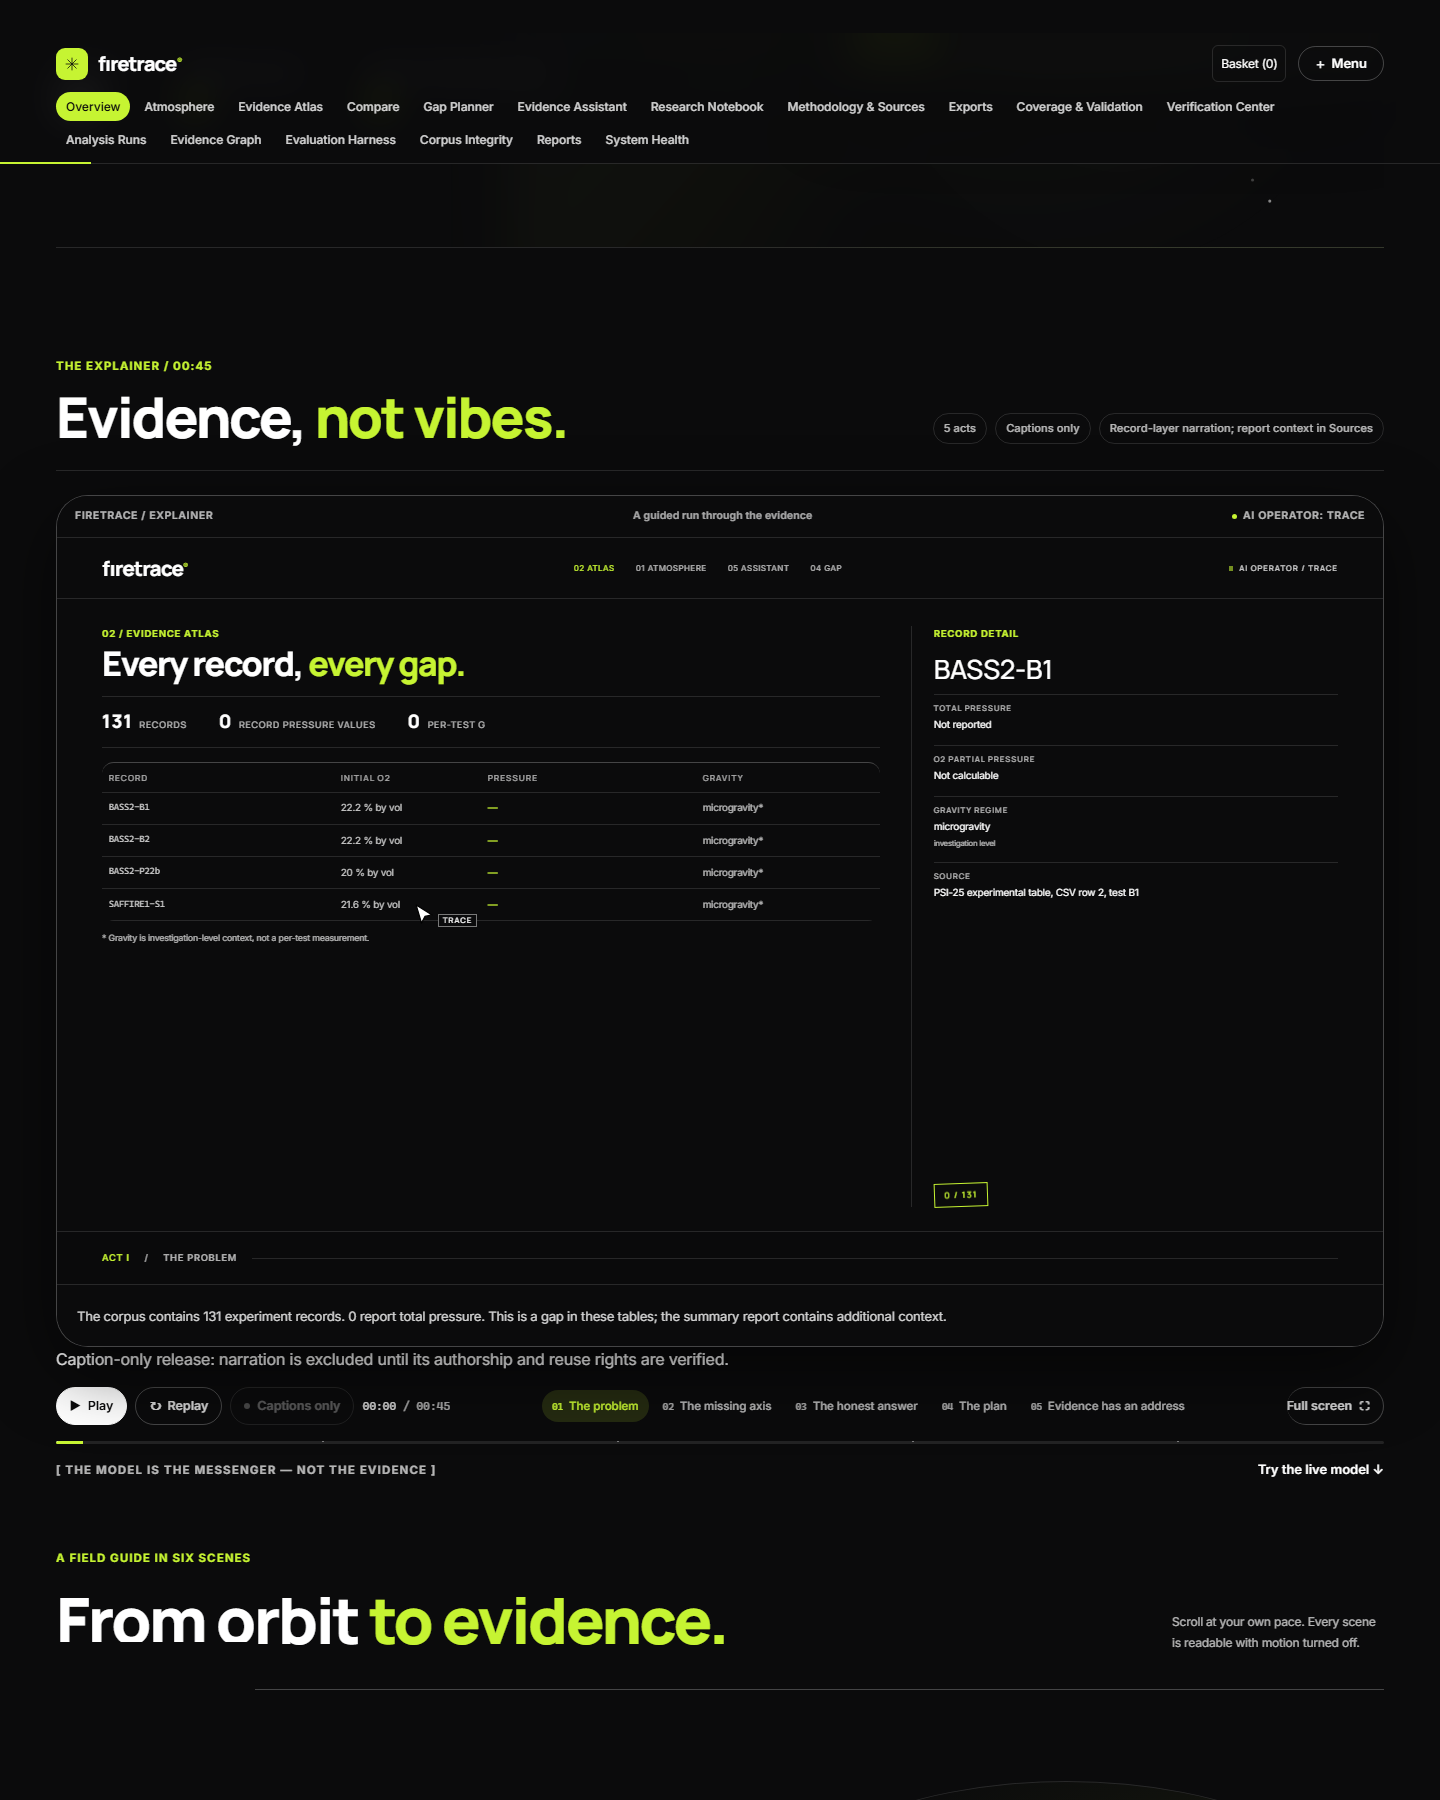 firetrace
Basket (0)
+ Menu
Overview Atmosphere Evidence Atlas Compare Gap Planner Evidence Assistant Research Notebook Methodology & Sources Exports Coverage & Validation Verification Center
Analysis Runs Evidence Graph Evaluation Harness Corpus Integrity Reports System Health
THE EXPLAINER / 00:45
Evidence, not vibes.
5 acts Captions only Record-layer narration; report context in Sources
FIRETRACE / EXPLAINER A guided run through the evidence AI OPERATOR: TRACE
firetrace 02 ATLAS 01 ATMOSPHERE 05 ASSISTANT 04 GAP AI OPERATOR / TRACE
02 / EVIDENCE ATLAS
Every record, every gap.
131 RECORDS 0 RECORD PRESSURE VALUES 0 PER-TEST G
RECORD INITIAL O2 PRESSURE GRAVITY
BASS2-B1 22.2 % by vol — microgravity*
BASS2-B2 22.2 % by vol — microgravity*
BASS2-P22b 20 % by vol — microgravity*
SAFFIRE1-S1 21.6 % by vol — microgravity*
TRACE
* Gravity is investigation-level context, not a per-test measurement.
RECORD DETAIL
BASS2-B1
TOTAL PRESSURE
Not reported
O2 PARTIAL PRESSURE
Not calculable
GRAVITY REGIME
microgravity
investigation level
SOURCE
PSI-25 experimental table, CSV row 2, test B1
0 / 131
ACT I / THE PROBLEM
The corpus contains 131 experiment records. 0 report total pressure. This is a gap in these tables; the summary report contains additional context.
Caption-only release: narration is excluded until its authorship and reuse rights are verified.
Play Replay Captions only 00:00 / 00:45 01 The problem 02 The missing axis 03 The honest answer 04 The plan 05 Evidence has an address Full screen
[ THE MODEL IS THE MESSENGER — NOT THE EVIDENCE ] Try the live model ↓
A FIELD GUIDE IN SIX SCENES
From orbit to evidence.
Scroll at your own pace. Every scene
is readable with motion turned off.